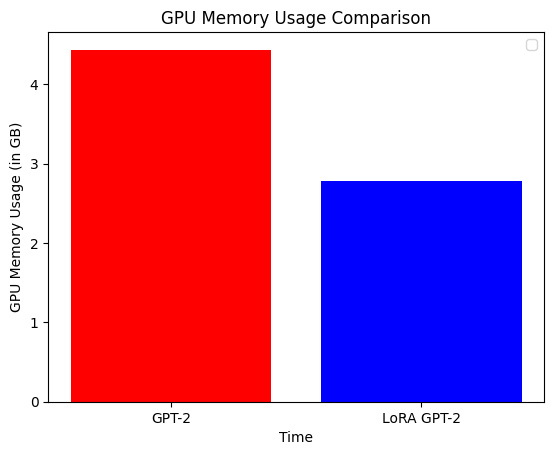 GPU Memory Usage Comparison
GPU Memory Usage (in GB)
4
3
2
1
0
GPT-2 LoRA GPT-2
Time